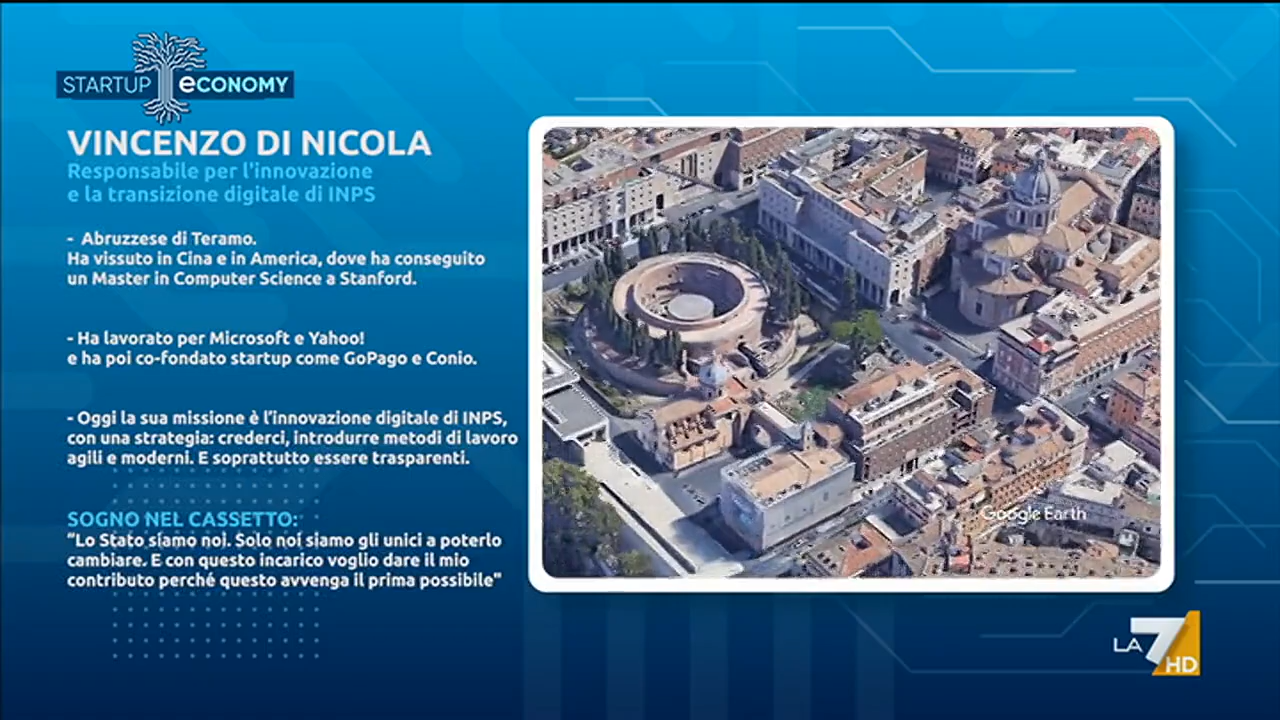 STARTUP eCONOMY
VINCENZO DI NICOLA
Responsabile per l'innovazione
e la transizione digitale di INPS
- Abruzzese di Teramo.
Ha vissuto in Cina e in America, dove ha conseguito
un Master in Computer Science a Stanford.
- Ha lavorato per Microsoft e Yahoo!
e ha poi co-fondato startup come GoPago e Conio.
- Oggi la sua missione è l'innovazione digitale di INPS,
con una strategia: crederci, introdurre metodi di lavoro
agili e moderni. E soprattutto essere trasparenti.
SOGNO NEL CASSETTO:
"Lo Stato siamo noi. Solo noi siamo gli unici a poterlo
cambiare. E con questo incarico voglio dare il mio
contributo perché questo avvenga il prima possibile"
Google Earth
LA 7 HD